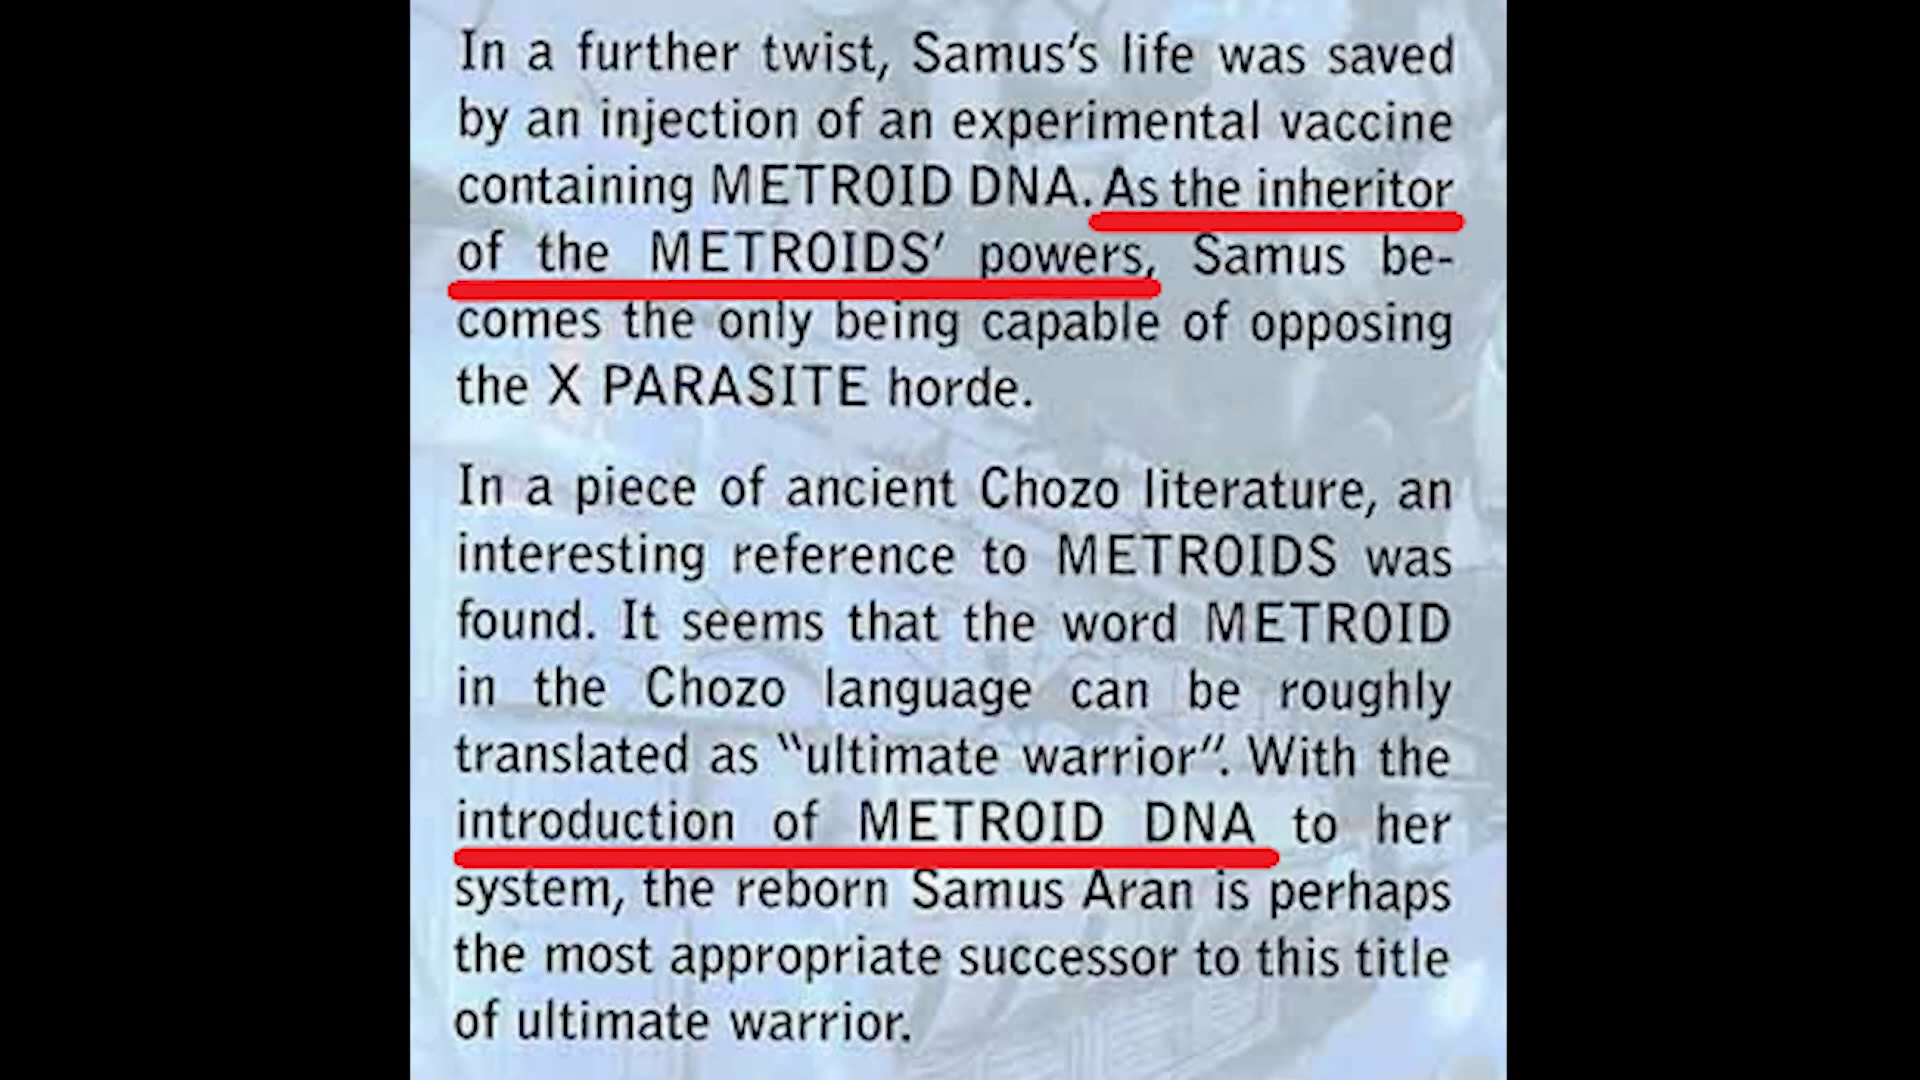 In a further twist, Samus's life was saved
by an injection of an experimental vaccine
containing METROID DNA. As the inheritor
of the METROIDS' powers, Samus be-
comes the only being capable of opposing
the X PARASITE horde.
In a piece of ancient Chozo literature, an
interesting reference to METROIDS was
found. It seems that the word METROID
in the Chozo language can be roughly
translated as "ultimate warrior". With the
introduction of METROID DNA to her
system, the reborn Samus Aran is perhaps
the most appropriate successor to this title
of ultimate warrior.